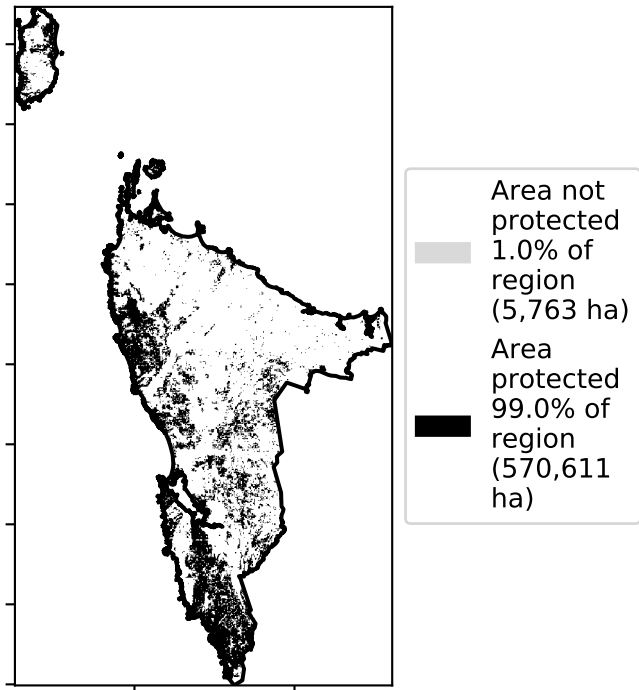 Area not
protected
1.0% of
region
(5,763 ha)
Area
protected
99.0% of
region
(570,611
ha)